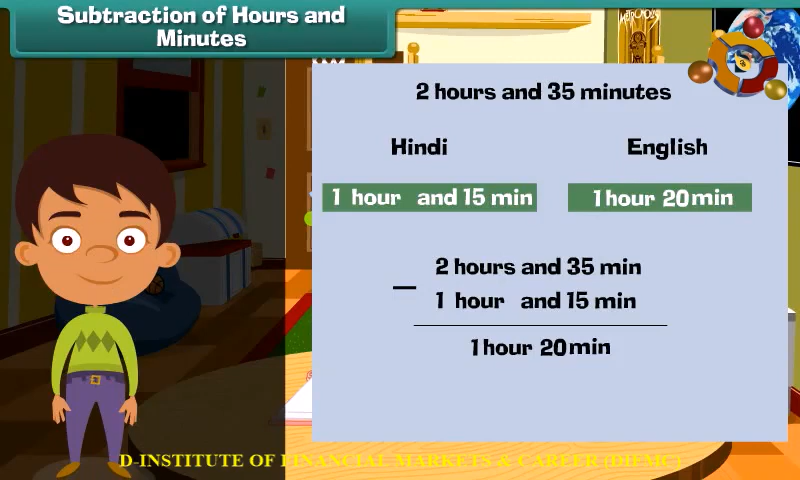 Subtraction of Hours and
Minutes
METROPOLIS
2 hours and 35 minutes
Hindi English
1 hour and 15 min 1 hour 20 min
2 hours and 35 min
— 1 hour and 15 min
1 hour 20 min
D-INSTITUTE OF FINANCIAL MARKETS & CAREER (DIFMC)